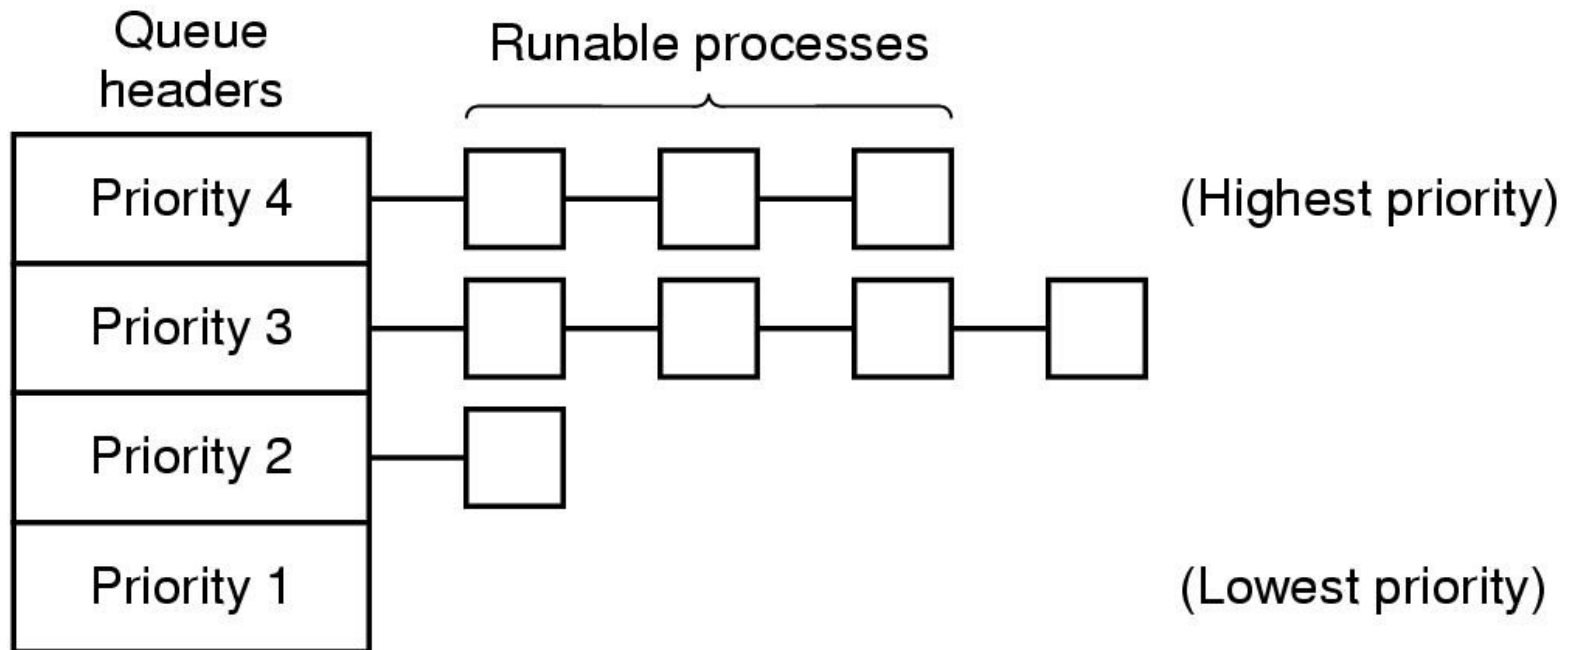 Queue
headers
Runable processes
Priority 4
(Highest priority)
Priority 3
Priority 2
Priority 1
(Lowest priority)